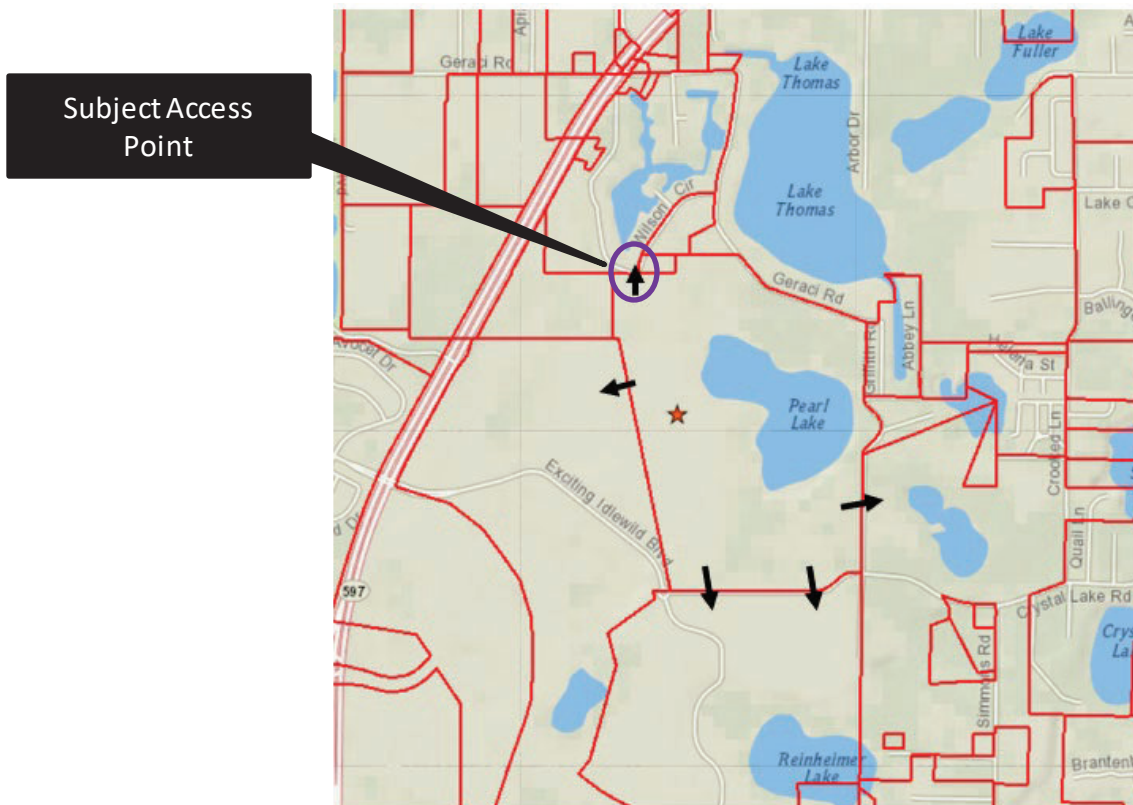 Subject Access
Point
Geraci Rd
Lake
Thomas
Lake
Fuller
Arbor Dr
Lake
Thomas
Wilson Cir
Geraci Rd
Griffith Rd
Abbey Ln
Avocet Dr
Pearl
Lake
Crooked Ln
Exciting Idlewild Blvd
Quail Ln
597
Crystal Lake Rd
Simmons Rd
Reinheimer
Lake